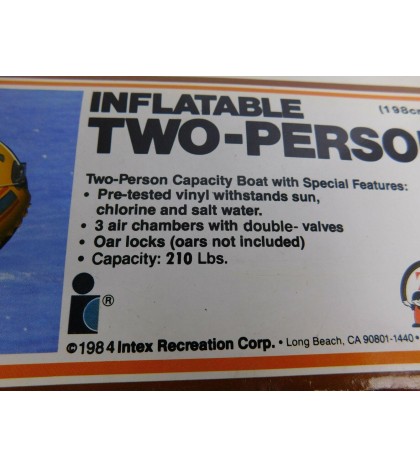 INFLATABLE
(198c
TWO-PERSO
Two-Person Capacity Boat with Special Features:
• Pre-tested vinyl withstands sun,
chlorine and salt water.
• 3 air chambers with double- valves
• Oar locks (oars not included)
• Capacity: 210 Lbs.
ic ®
©1984 Intex Recreation Corp. • Long Beach, CA 90801-1440 •